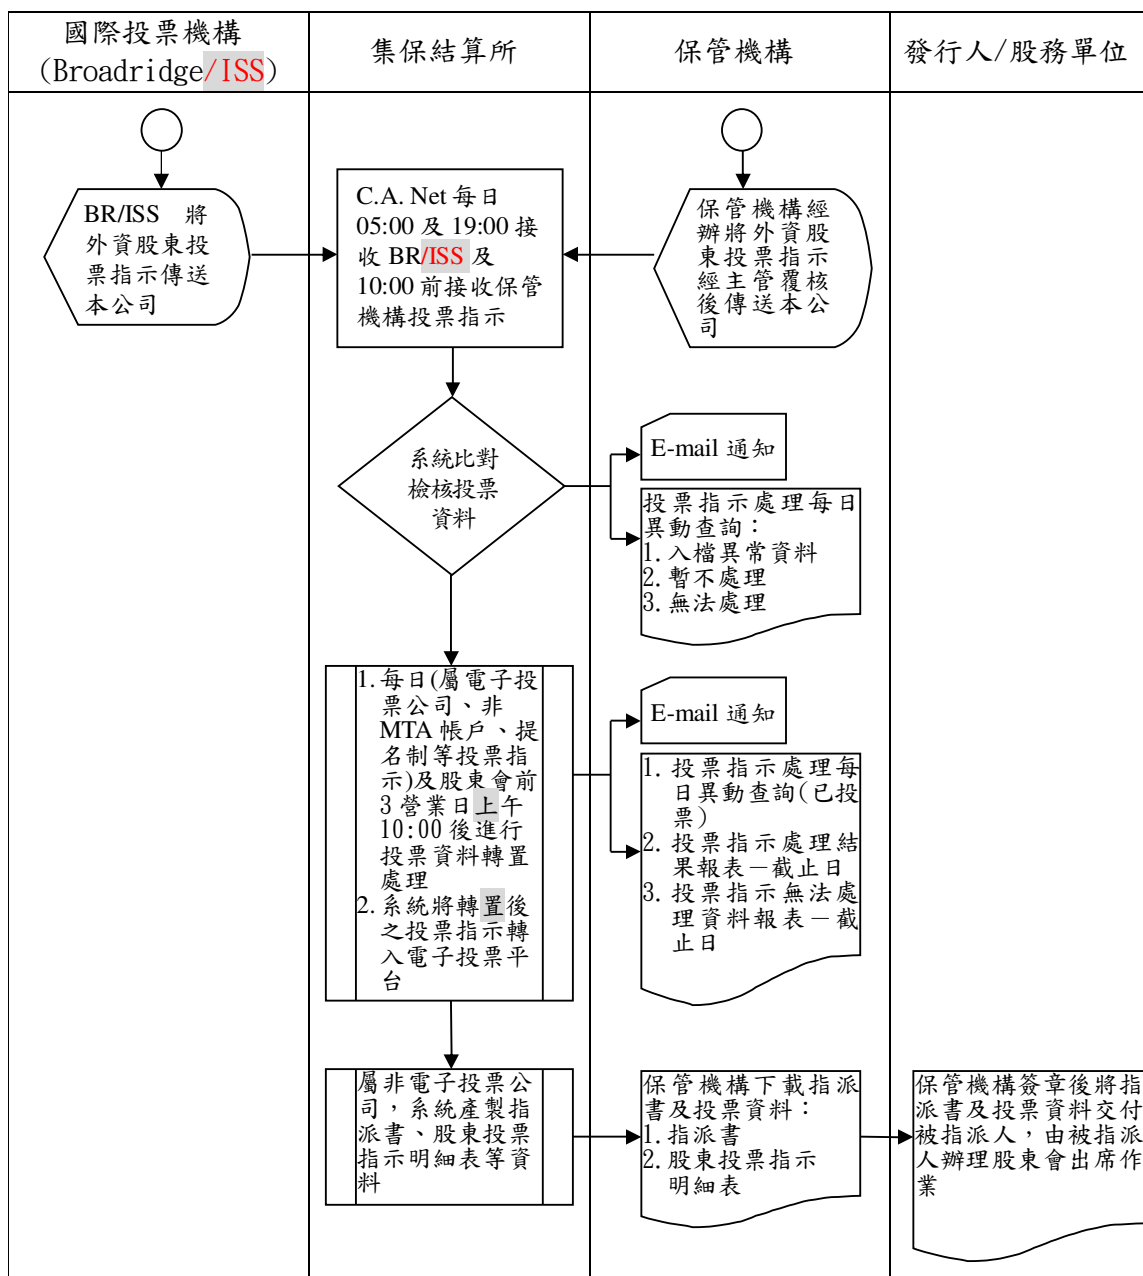 國際投票機構
(Broadridge/ISS)
集保結算所
保管機構
發行人/股務單位
BR/ISS 將
外資股東投
票指示傳送
本公司
C.A. Net 每日
05:00 及 19:00 接
收 BR/ISS 及
10:00 前接收保管
機構投票指示
保管機構經
辦將外資股
東投票指示
經主管覆核
後傳送本公
司
系統比對
檢核投票
資料
E-mail 通知
投票指示處理每日
異動查詢：
1.入檔異常資料
2.暫不處理
3.無法處理
1.每日(屬電子投
票公司、非
MTA 帳戶、提
名制等投票指
示)及股東會前
3 營業日上午
10:00 後進行
投票資料轉置
處理
2.系統將轉置後
之投票指示轉
入電子投票平
台
E-mail 通知
1. 投票指示處理每
日異動查詢(已投
票)
2. 投票指示處理結
果報表－截止日
3. 投票指示無法處
理資料報表－截
止日
屬非電子投票公
司，系統產製指
派書、股東投票
指示明細表等資
料
保管機構下載指派
書及投票資料：
1.指派書
2.股東投票指示
明細表
保管機構簽章後將指
派書及投票資料交付
被指派人，由被指派
人辦理股東會出席作
業